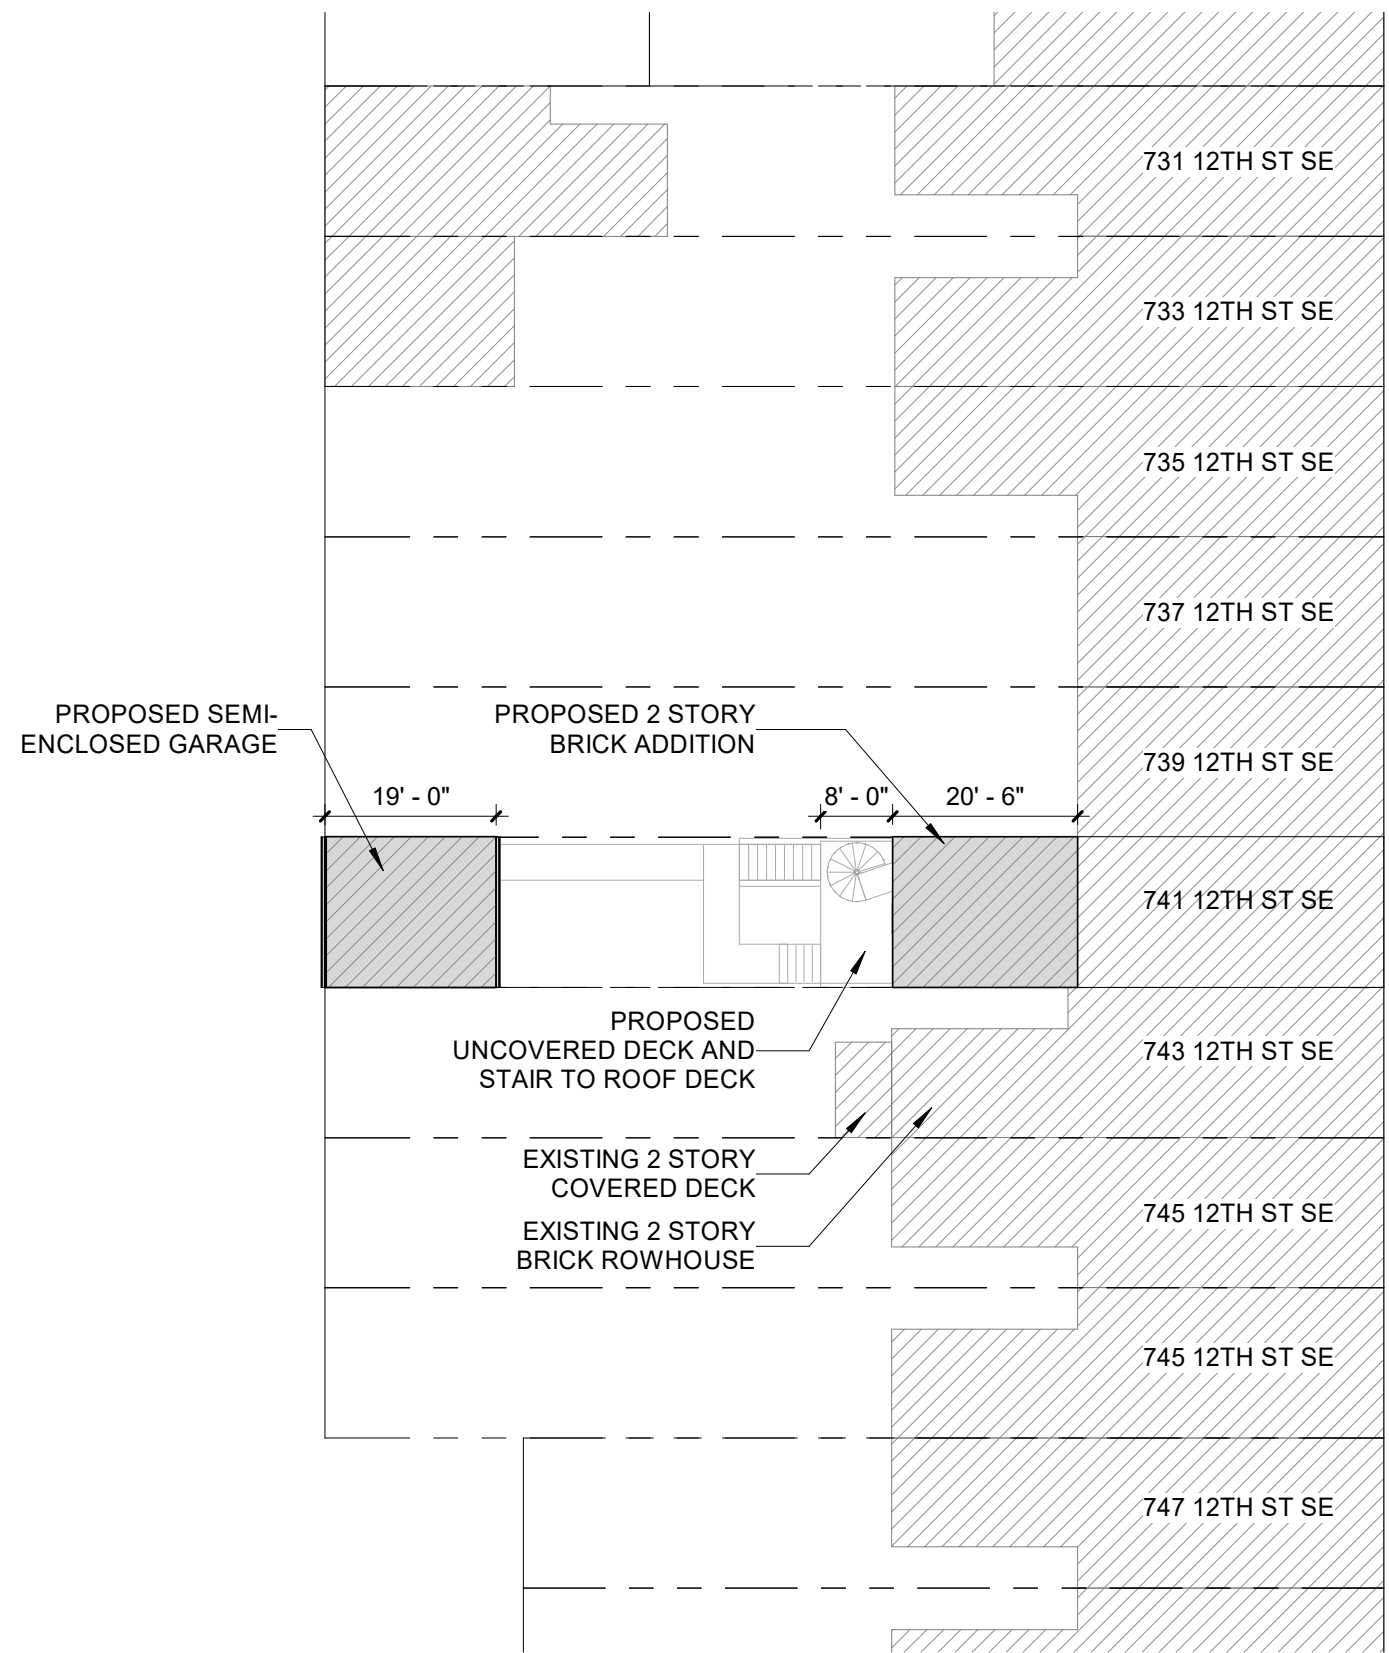 731 12TH ST SE
733 12TH ST SE
735 12TH ST SE
737 12TH ST SE
PROPOSED SEMI-
ENCLOSED GARAGE
PROPOSED 2 STORY
BRICK ADDITION
739 12TH ST SE
19' - 0"
8' - 0"
20' - 6"
741 12TH ST SE
PROPOSED
UNCOVERED DECK AND
STAIR TO ROOF DECK
743 12TH ST SE
EXISTING 2 STORY
COVERED DECK
EXISTING 2 STORY
BRICK ROWHOUSE
745 12TH ST SE
745 12TH ST SE
747 12TH ST SE